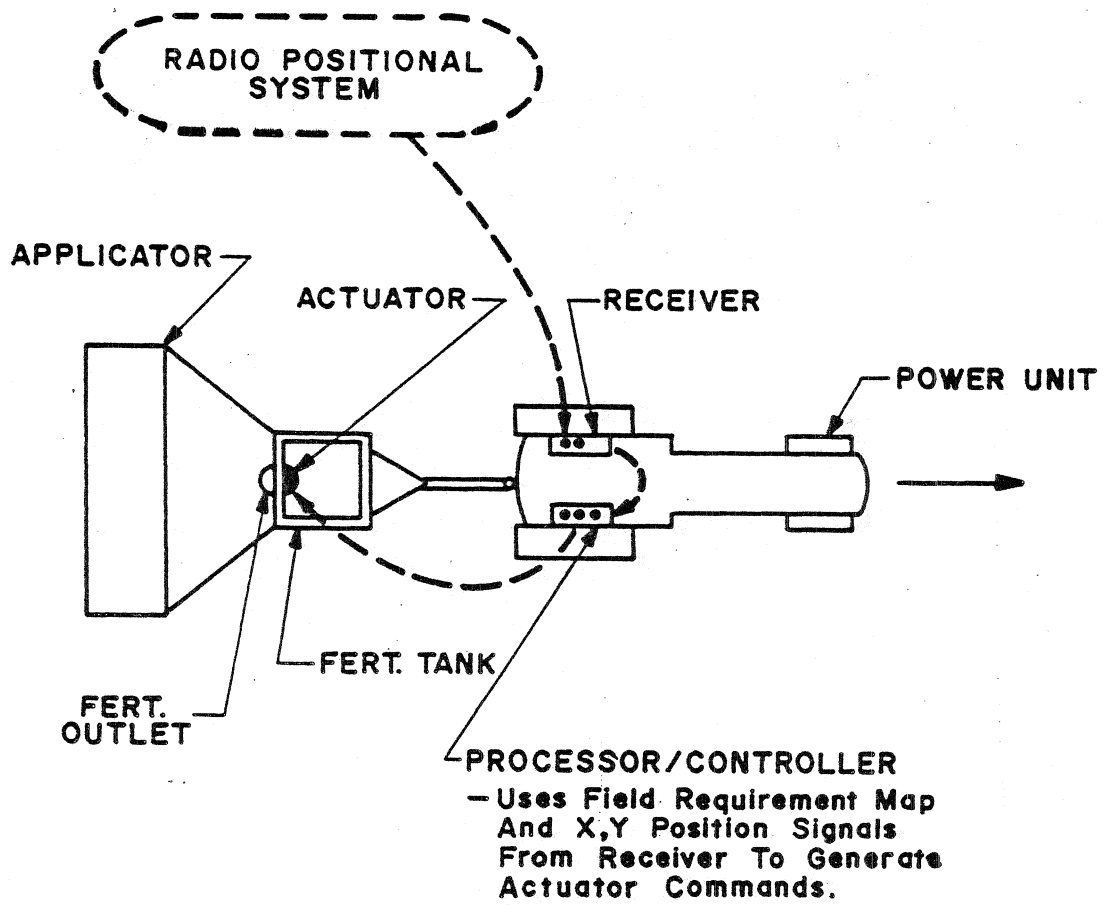 RADIO POSITIONAL
SYSTEM
APPLICATOR
ACTUATOR
RECEIVER
POWER UNIT
FERT. TANK
FERT.
OUTLET
PROCESSOR/CONTROLLER
— Uses Field Requirement Map
And X,Y Position Signals
From Receiver To Generate
Actuator Commands.